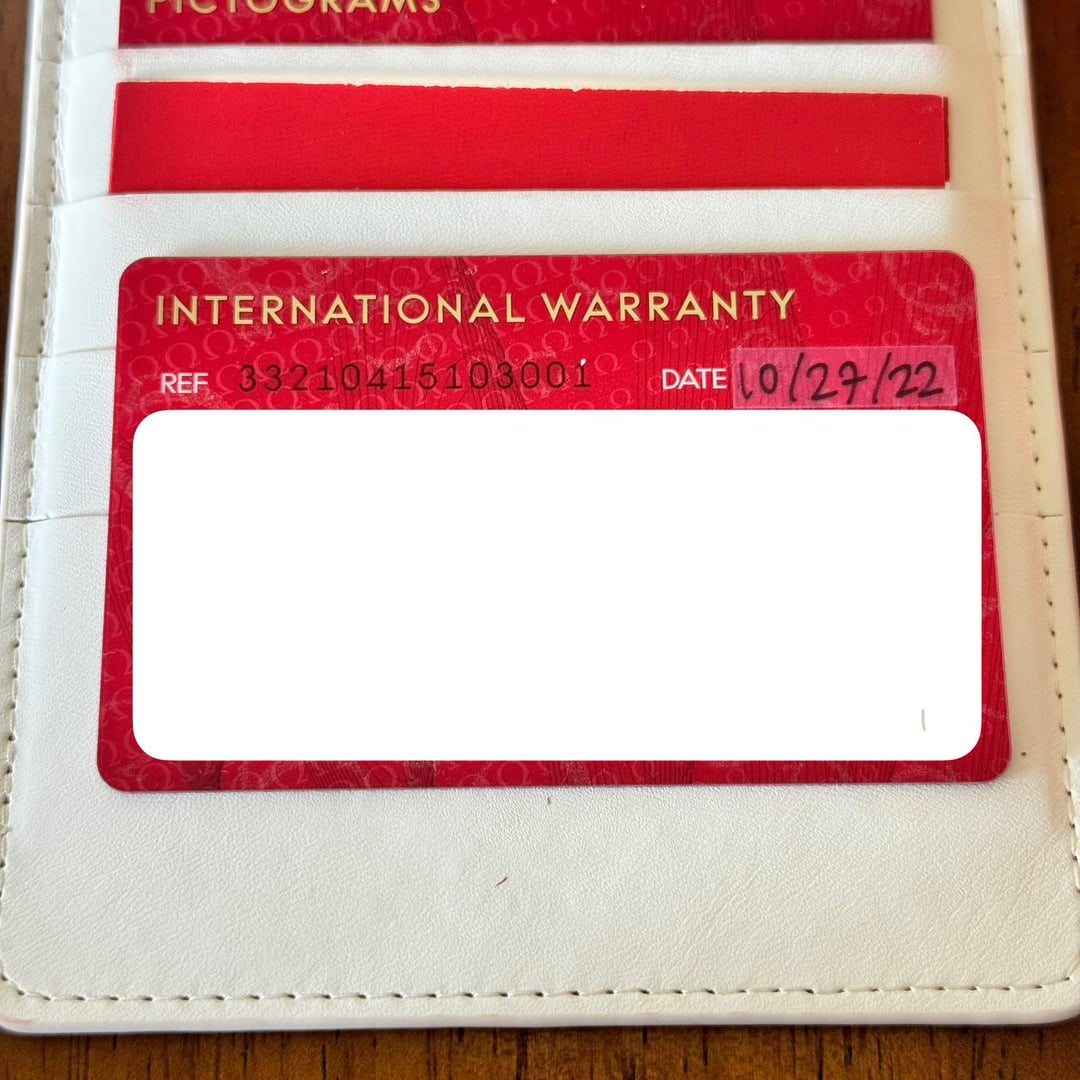 PICTOGRAMS
INTERNATIONAL WARRANTY
REF 33210415103001 DATE 10/27/22